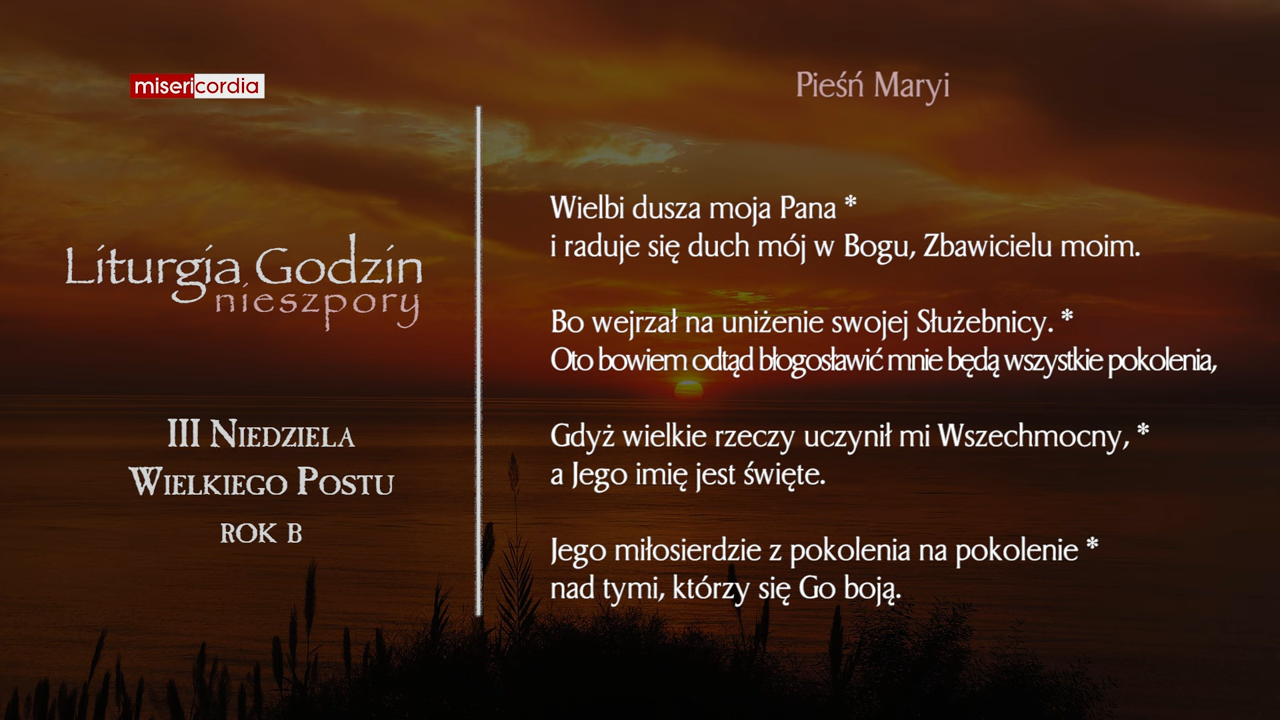 misericordia
Liturgia Godzin
nieszpory
III Niedziela
Wielkiego Postu
rok B
Pieśń Maryi
Wielbi dusza moja Pana *
i raduje się duch mój w Bogu, Zbawicielu moim.
Bo wejrzał na uniżenie swojej Służebnicy. *
Oto bowiem odtąd błogosławić mnie będą wszystkie pokolenia,
Gdyż wielkie rzeczy uczynił mi Wszechmocny, *
a Jego imię jest święte.
Jego miłosierdzie z pokolenia na pokolenie *
nad tymi, którzy się Go boją.